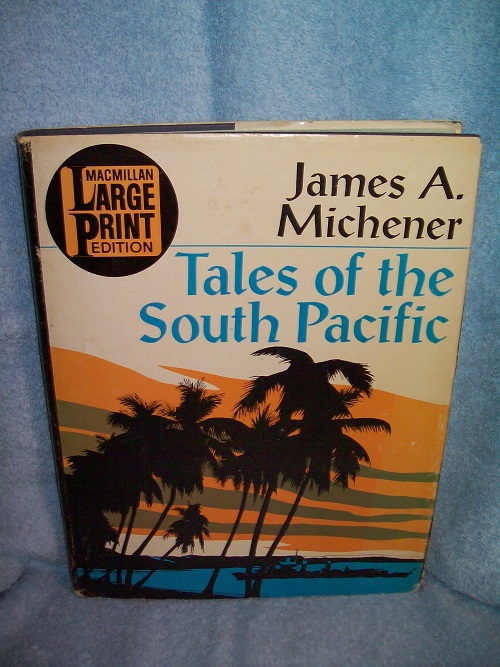 MACMILLAN
LARGE
PRINT
EDITION
James A.
Michener
Tales of the
South Pacific